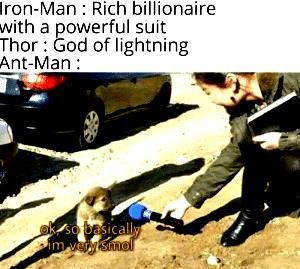 Iron-Man : Rich billionaire
with a powerful suit
Thor : God of lightning
Ant-Man :
ok, so basically
im very smol